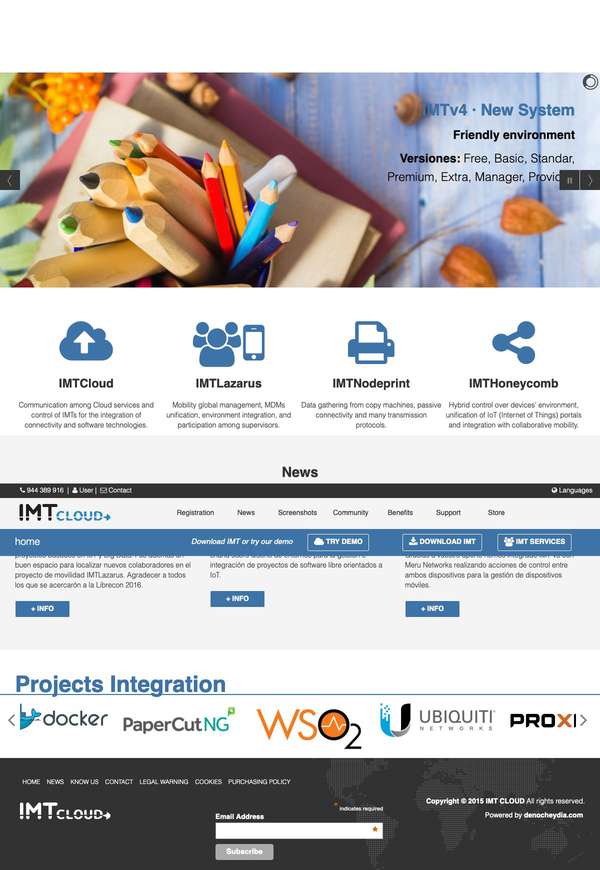 IMTv4 · New System
Friendly environment
Versiones: Free, Basic, Standar,
Premium, Extra, Manager,
IMTCloud
Communication among Cloud services and
control of IMTs for the integration of
connectivity and software technologies.
IMTLazarus
Mobility global management, MDMs
unification, environment integration, and
participation among supervisors.
IMTNodeprint
Data gathering from copy machines, passive
connectivity and many transmission
protocols.
IMTHoneycomb
Hybrid control over devices' environment,
unification of IoT (Internet of Things) portals
and integration with collaborative mobility.
News
944 389 916 | User | Contact
Languages
IMT CLOUD
Registration News Screenshots Community Benefits Support Store
home
Download IMT or try our demo
TRY DEMO
DOWNLOAD IMT
IMT SERVICES
buen espacio para localizar nuevos colaboradores en el
proyecto de movilidad IMTLazarus. Agradecer a todos
los que se acercarón a la Librecon 2016.
+ INFO
integración de proyectos de software libre orientados a
IoT.
+ INFO
Meru Networks realizando acciones de control entre
ambos dispositivos para la gestión de dispositivos
móviles.
+ INFO
Projects Integration
docker
PaperCut NG
WSO2
UBIQUITI
NETWORKS
PROXI
HOME NEWS KNOW US CONTACT LEGAL WARNING COOKIES PURCHASING POLICY
IMT CLOUD
* indicates required
Email Address
*
Subscribe
Copyright © 2015 IMT CLOUD All rights reserved.
Powered by denocheydia.com